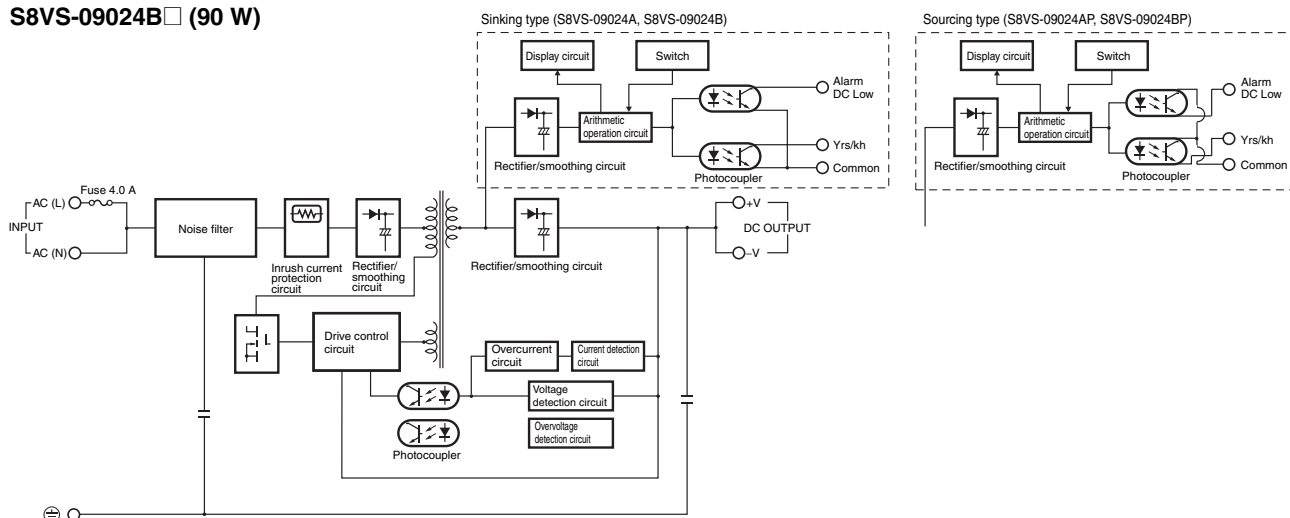 S8VS-09024B□ (90 W)
Sinking type (S8VS-09024A, S8VS-09024B)
Display circuit
Switch
Alarm
DC Low
Arithmetic
operation circuit
Rectifier/smoothing circuit
Yrs/kh
Photocoupler
Common
Sourcing type (S8VS-09024AP, S8VS-09024BP)
Display circuit
Switch
Alarm
DC Low
Arithmetic
operation circuit
Rectifier/smoothing circuit
Yrs/kh
Photocoupler
Common
Fuse 4.0 A
AC (L)
INPUT
AC (N)
Noise filter
Inrush current
protection
circuit
Rectifier/
smoothing
circuit
Rectifier/smoothing circuit
+V
DC OUTPUT
–V
Drive control
circuit
Overcurrent
circuit
Current detection
circuit
Voltage
detection circuit
Overvoltage
detection circuit
Photocoupler